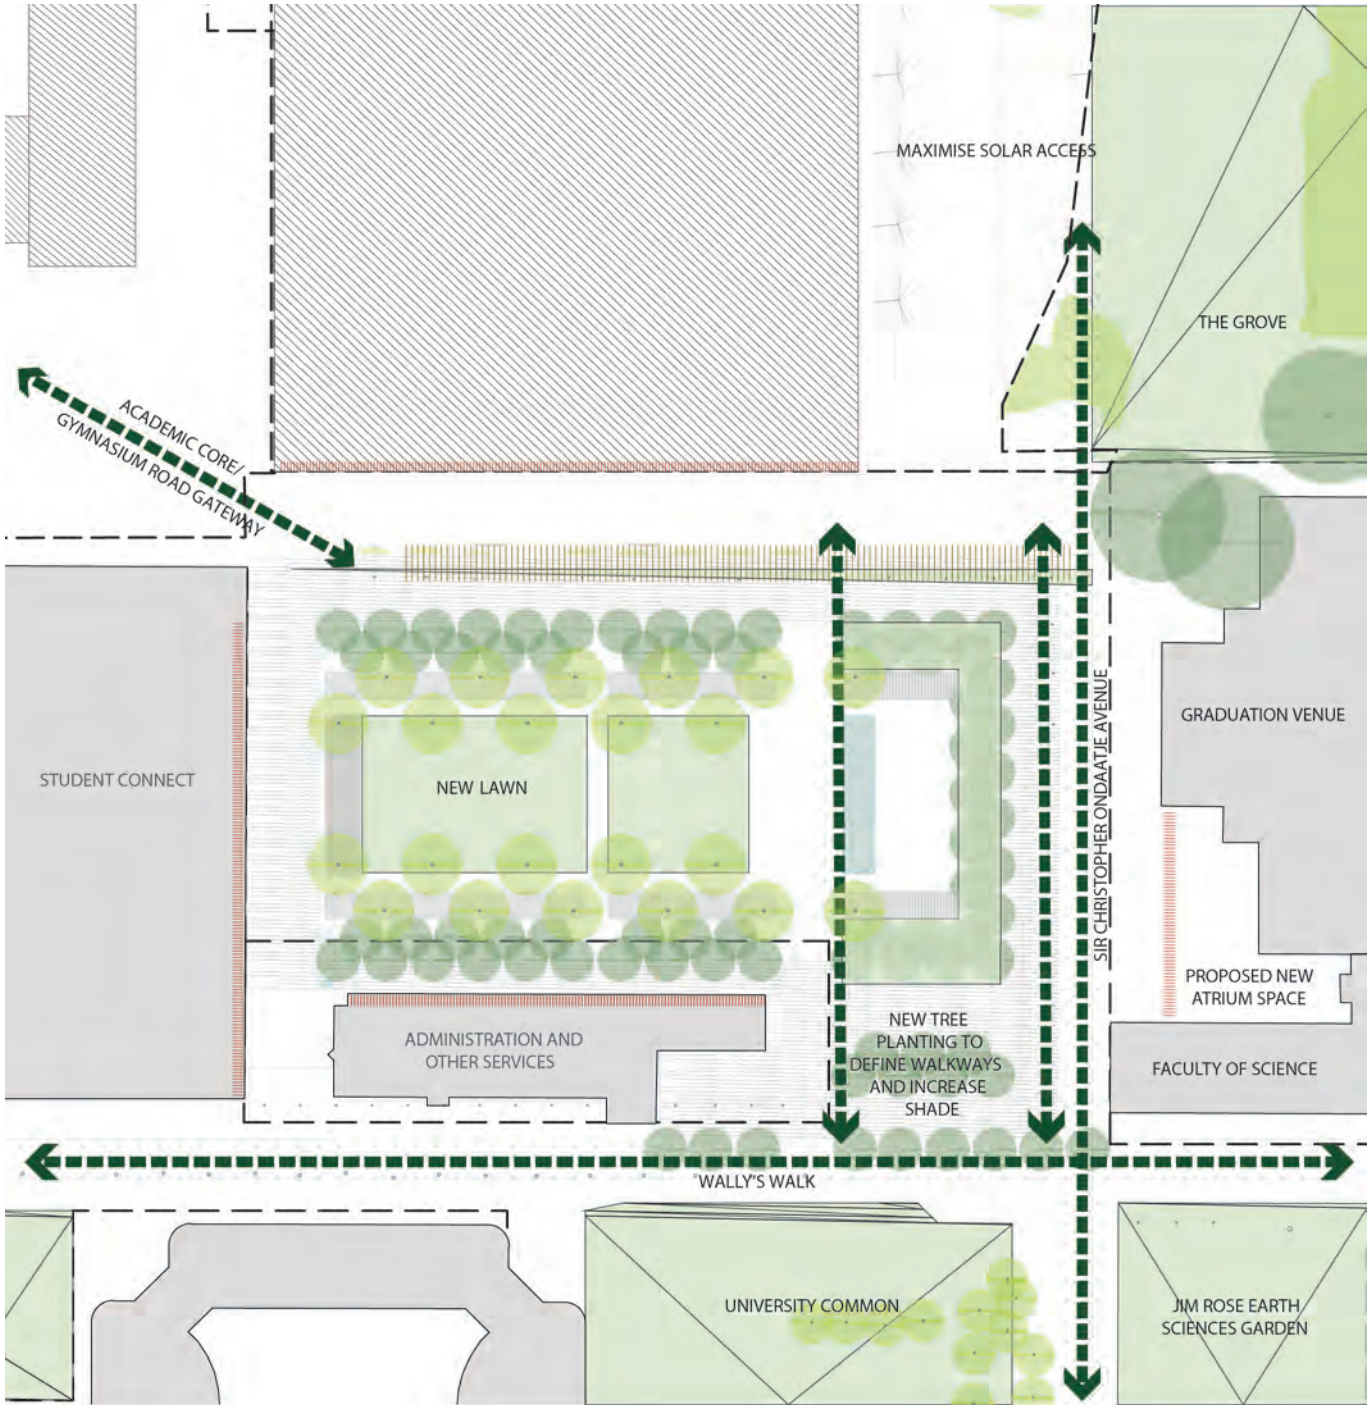 MAXIMISE SOLAR ACCESS
THE GROVE
ACADEMIC CORE/
GYMNASIUM ROAD GATEWAY
STUDENT CONNECT
NEW LAWN
SIR CHRISTOPHER ONDAATJE AVENUE
GRADUATION VENUE
PROPOSED NEW
ATRIUM SPACE
ADMINISTRATION AND
OTHER SERVICES
NEW TREE
PLANTING TO
DEFINE WALKWAYS
AND INCREASE
SHADE
FACULTY OF SCIENCE
WALLY'S WALK
UNIVERSITY COMMON
JIM ROSE EARTH
SCIENCES GARDEN